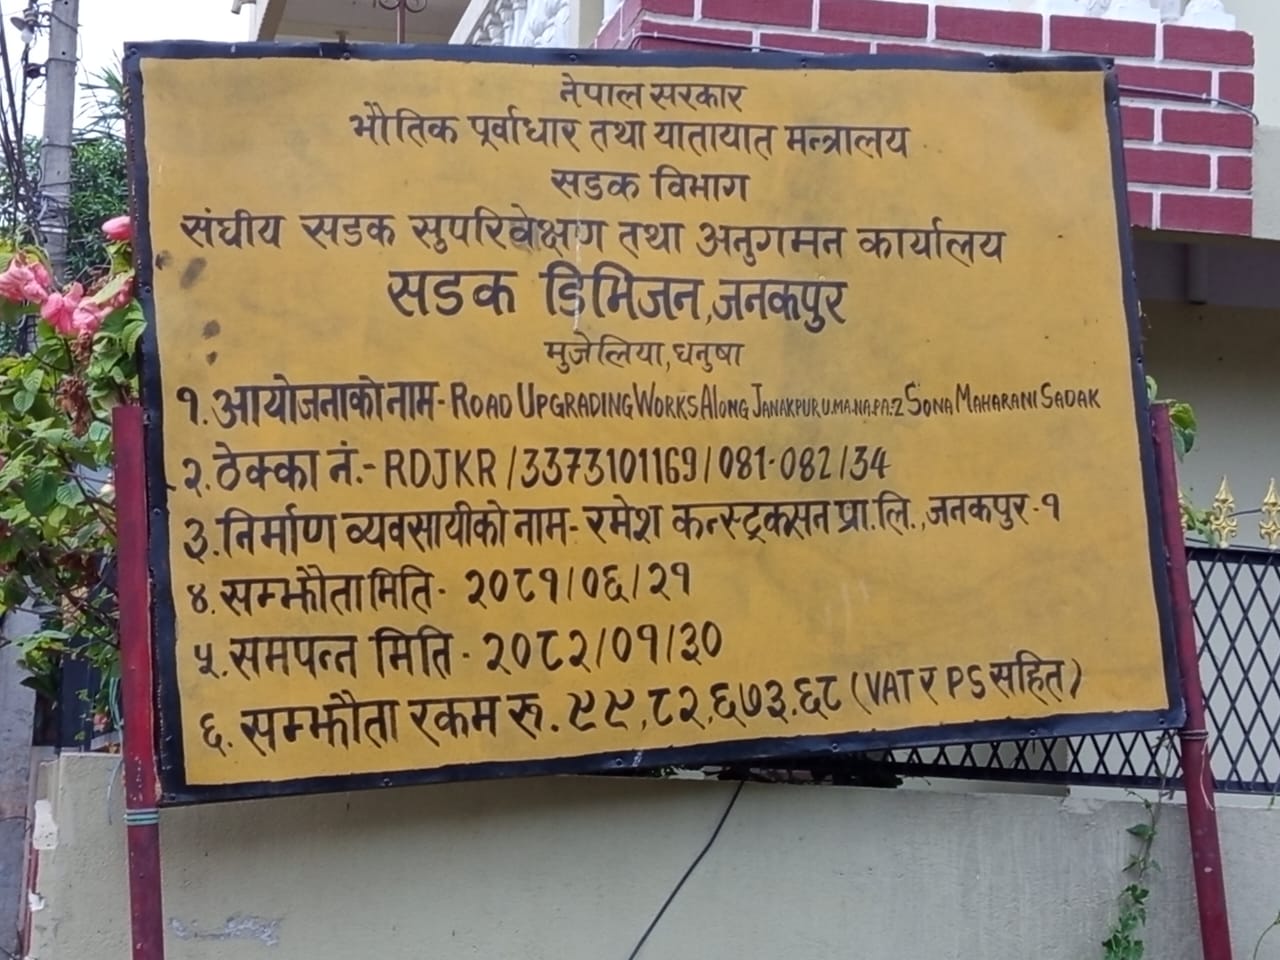 नेपाल सरकार
भौतिक पूर्वाधार तथा यातायात मन्त्रालय
सडक विभाग
संघीय सडक सुपरिवेक्षण तथा अनुगमन कार्यालय
सडक डिभिजन, जनकपुर
मुजेलिया, धनुषा
१. आयोजनाको नाम- ROAD UPGRADING WORKS ALONG JANAKPUR U.MA.NA.PA.-2 SONA MAHARANI SADAK
२. ठेक्का नं.- RDJKR/3373101169/081-082/34
३. निर्माण व्यवसायीको नाम- रमेश कन्स्ट्रक्सन प्रा.लि., जनकपुर-१
४. सम्झौता मिति- २०८१/०६/२१
५. समपन्त मिति- २०८२/०१/३०
६. सम्झौता रकम रू. ९९,८२,६७३.६८ (VAT र PS सहित)